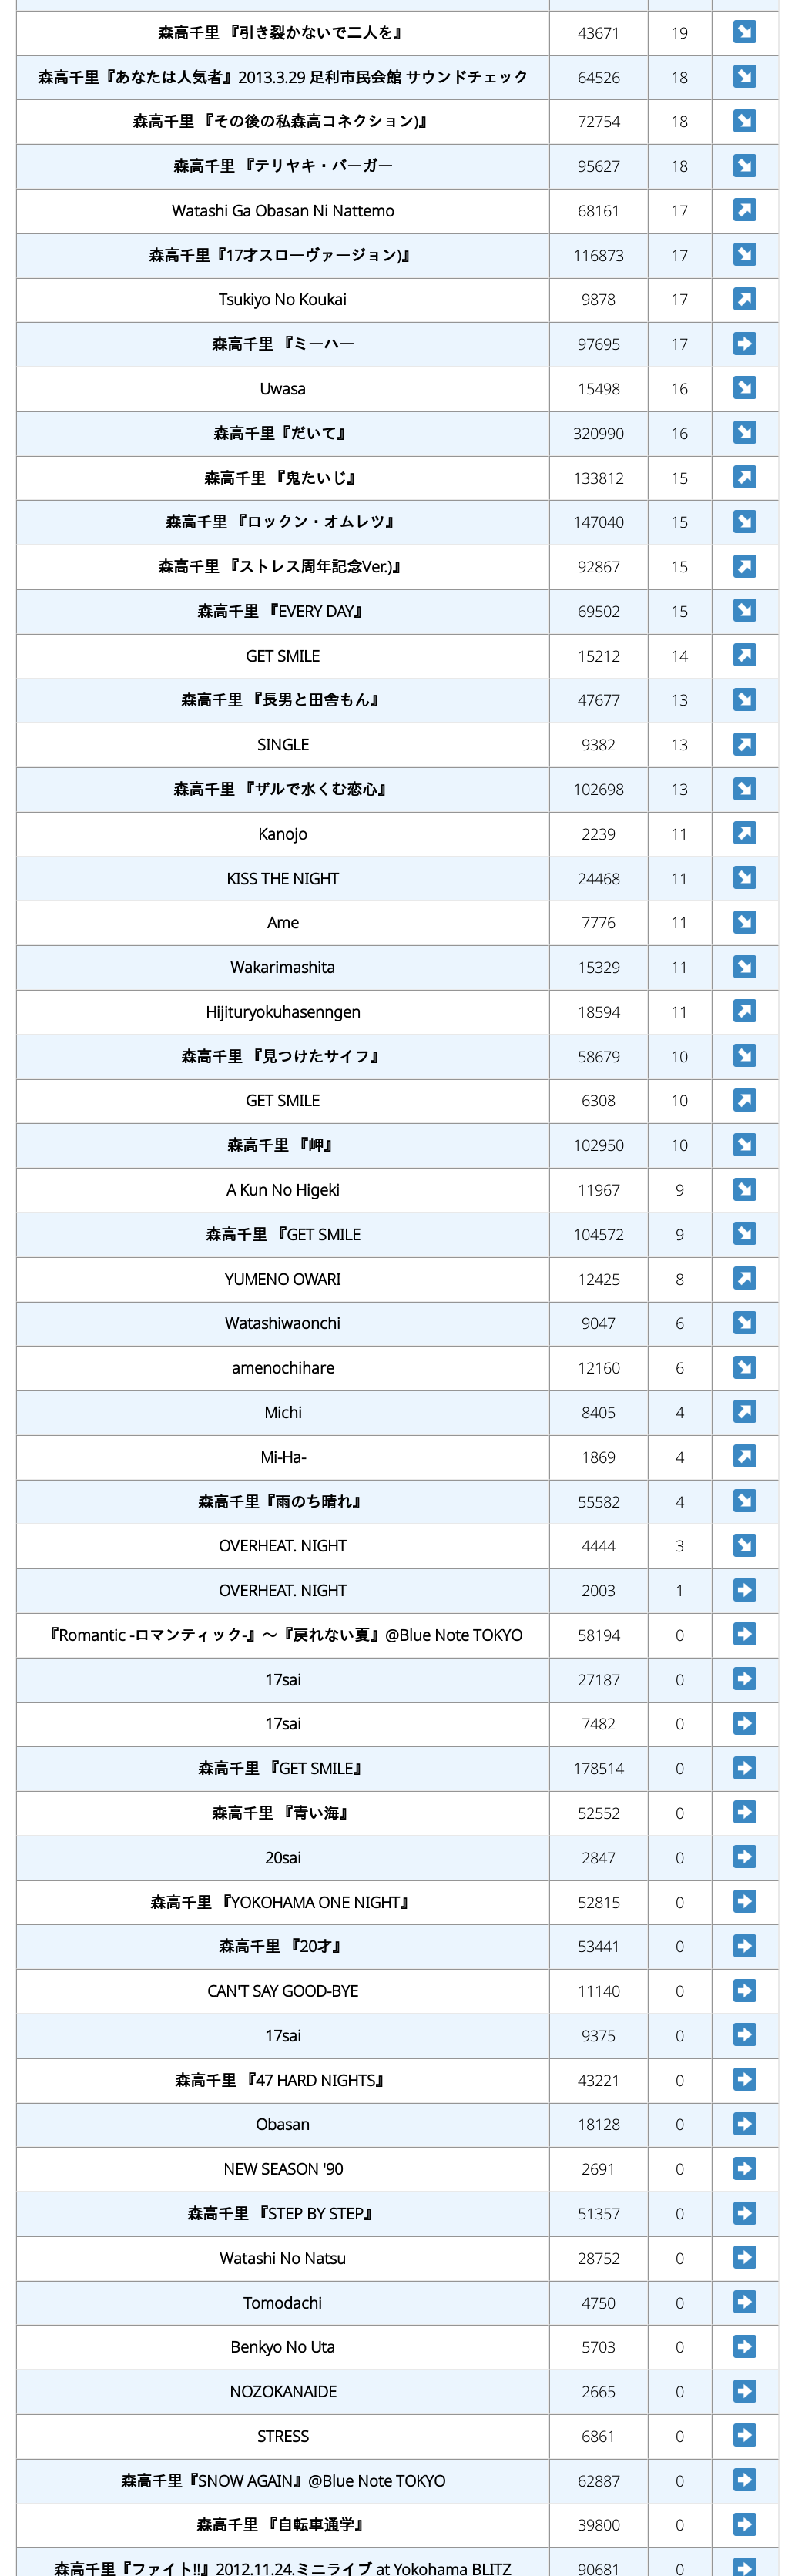 森高千里 『引き裂かないで二人を』 43671 19
森高千里『あなたは人気者』2013.3.29 足利市民会館 サウンドチェック 64526 18
森高千里 『その後の私森高コネクション)』 72754 18
森高千里 『テリヤキ・バーガー 95627 18
Watashi Ga Obasan Ni Nattemo 68161 17
森高千里『17才スローヴァージョン)』 116873 17
Tsukiyo No Koukai 9878 17
森高千里 『ミーハー 97695 17
Uwasa 15498 16
森高千里『だいて』 320990 16
森高千里 『鬼たいじ』 133812 15
森高千里 『ロックン・オムレツ』 147040 15
森高千里 『ストレス周年記念Ver.)』 92867 15
森高千里 『EVERY DAY』 69502 15
GET SMILE 15212 14
森高千里 『長男と田舎もん』 47677 13
SINGLE 9382 13
森高千里 『ザルで水くむ恋心』 102698 13
Kanojo 2239 11
KISS THE NIGHT 24468 11
Ame 7776 11
Wakarimashita 15329 11
Hijituryokuhasenngen 18594 11
森高千里 『見つけたサイフ』 58679 10
GET SMILE 6308 10
森高千里 『岬』 102950 10
A Kun No Higeki 11967 9
森高千里 『GET SMILE 104572 9
YUMENO OWARI 12425 8
Watashiwaonchi 9047 6
amenochihare 12160 6
Michi 8405 4
Mi-Ha- 1869 4
森高千里『雨のち晴れ』 55582 4
OVERHEAT. NIGHT 4444 3
OVERHEAT. NIGHT 2003 1
『Romantic -ロマンティック-』～『戻れない夏』@Blue Note TOKYO 58194 0
17sai 27187 0
17sai 7482 0
森高千里 『GET SMILE』 178514 0
森高千里 『青い海』 52552 0
20sai 2847 0
森高千里 『YOKOHAMA ONE NIGHT』 52815 0
森高千里 『20才』 53441 0
CAN'T SAY GOOD-BYE 11140 0
17sai 9375 0
森高千里 『47 HARD NIGHTS』 43221 0
Obasan 18128 0
NEW SEASON '90 2691 0
森高千里 『STEP BY STEP』 51357 0
Watashi No Natsu 28752 0
Tomodachi 4750 0
Benkyo No Uta 5703 0
NOZOKANAIDE 2665 0
STRESS 6861 0
森高千里『SNOW AGAIN』@Blue Note TOKYO 62887 0
森高千里 『自転車通学』 39800 0
森高千里『ファイト!!』2012.11.24.ミニライブ at Yokohama BLITZ 90681 0